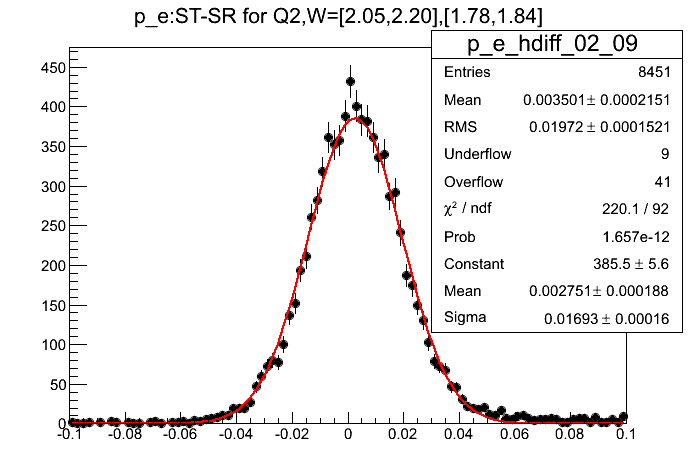 p_e:ST-SR for Q2,W=[2.05,2.20],[1.78,1.84]
p_e_hdiff_02_09
Entries 8451
Mean 0.003501± 0.0002151
RMS 0.01972 ± 0.0001521
Underflow 9
Overflow 41
χ² / ndf 220.1 / 92
Prob 1.657e-12
Constant 385.5 ± 5.6
Mean 0.002751± 0.000188
Sigma 0.01693 ± 0.00016
450
400
350
300
250
200
150
100
50
0
-0.1 -0.08 -0.06 -0.04 -0.02 0 0.02 0.04 0.06 0.08 0.1